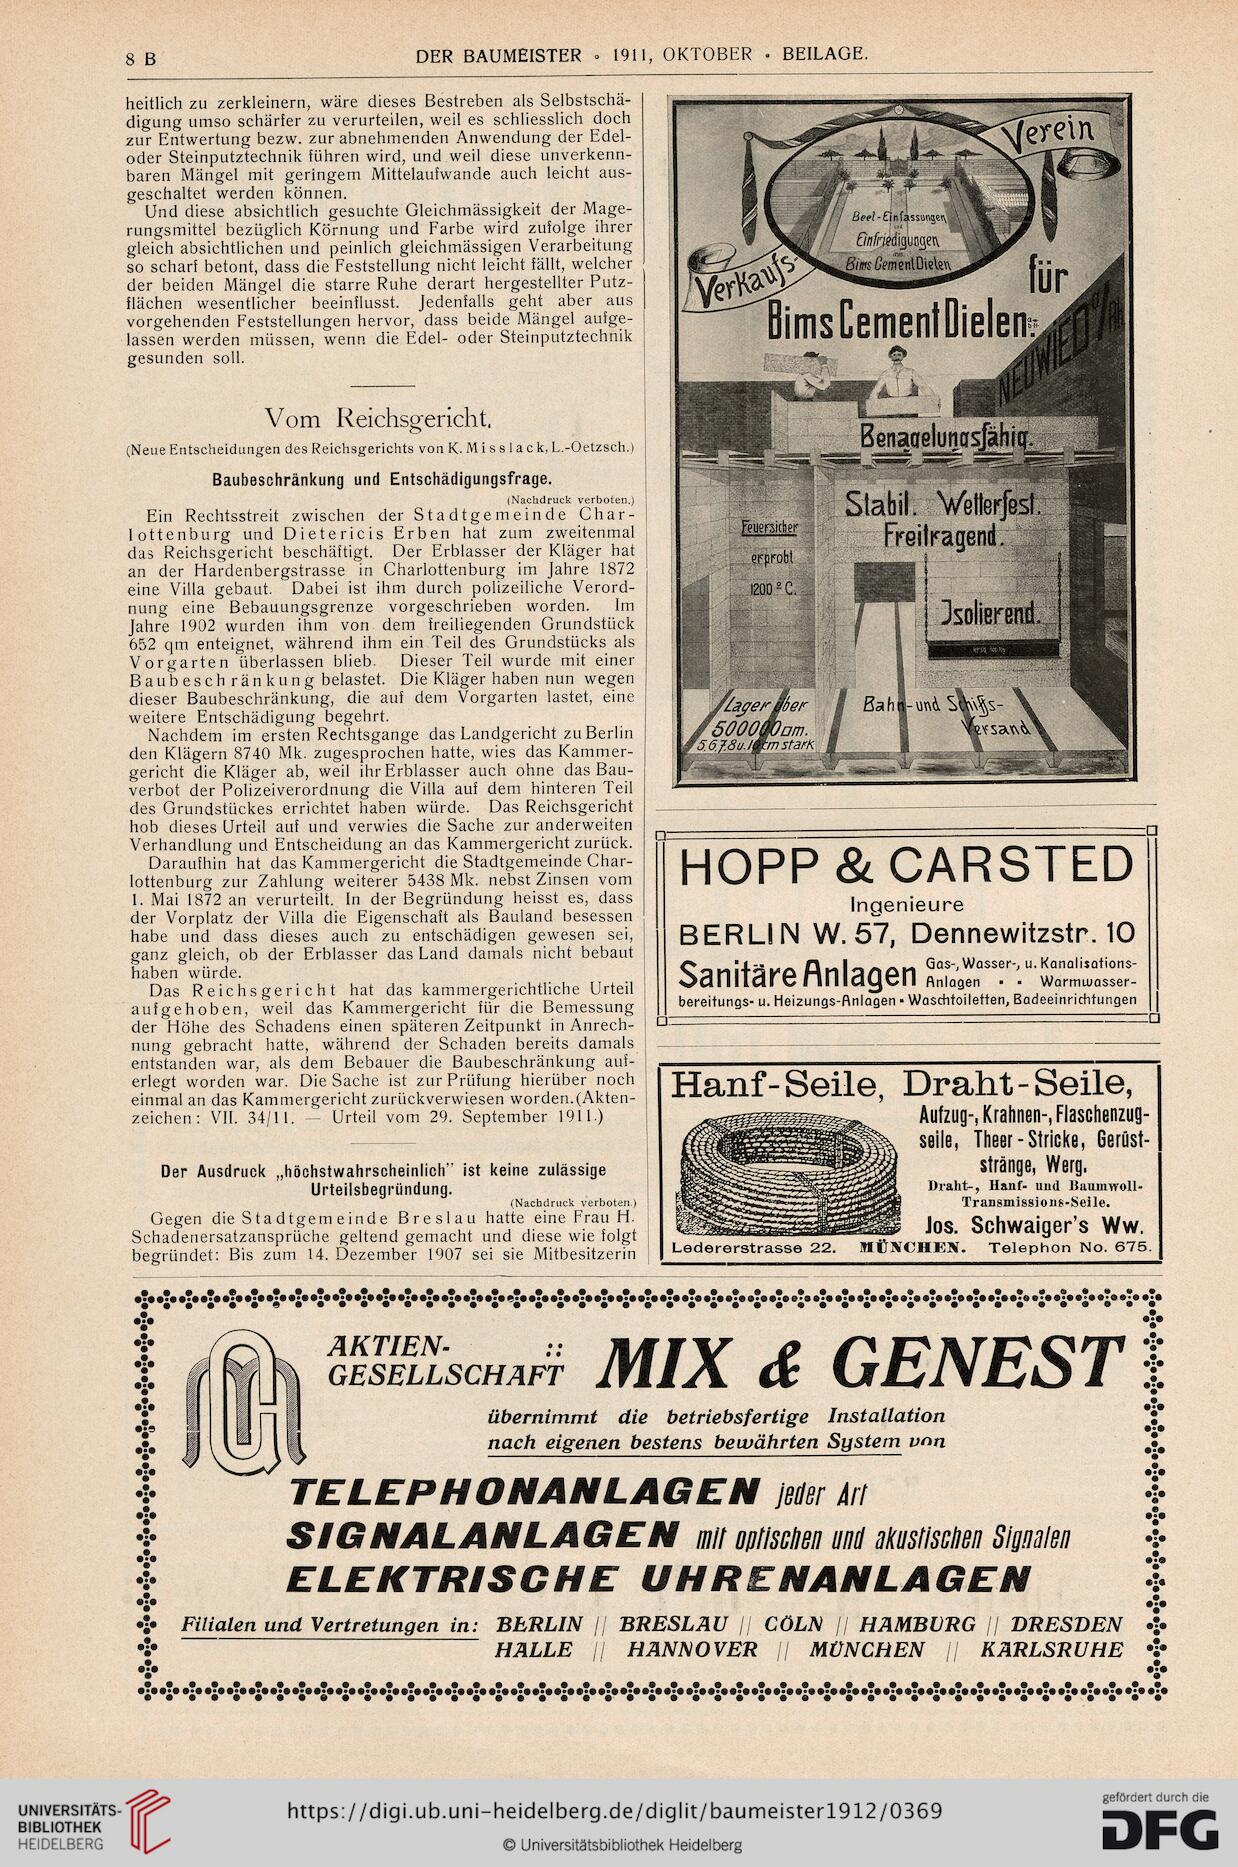 8 B
DER BAUMEISTER • 1911, OKTOBER • BEILAGE.
heitlich zu zerkleinern, wäre dieses Bestreben als Selbstschä-
digung umso schärfer zu verurteilen, weil es schliesslich doch
zur Entwertung bezw. zur abnehmenden Anwendung der Edel-
oder Steinputztechnik führen wird, und weil diese unverkenn-
baren Mängel mit geringem Mittelaufwande auch leicht aus-
geschaltet werden können.
Und diese absichtlich gesuchte Gleichmässigkeit der Mage-
rungsmittel bezüglich Körnung und Farbe wird zufolge ihrer
gleich absichtlichen und peinlich gleichmässigen Verarbeitung
so scharf betont, dass die Feststellung nicht leicht fällt, welcher
der beiden Mängel die starre Ruhe derart hergestellter Putz-
flächen wesentlicher beeinflusst. Jedenfalls geht aber aus
vorgehenden Feststellungen hervor, dass beide Mängel aufge-
lassen werden müssen, wenn die Edel- oder Steinputztechnik
gesunden soll.
Vom Reichsgericht.
(Neue Entscheidungen des Reichsgerichts von K. Misslack, L.-Oetzsch.)
Baubeschränkung und Entschädigungsfrage.
(Nachdruck verboten.)
Ein Rechtsstreit zwischen der Stadtgemeinde Char-
lottenburg und Dietericis Erben hat zum zweitenmal
das Reichsgericht beschäftigt. Der Erblasser der Kläger hat
an der Hardenbergstrasse in Charlottenburg im Jahre 1872
eine Villa gebaut. Dabei ist ihm durch polizeiliche Verord-
nung eine Bebauungsgrenze vorgeschrieben worden. Im
Jahre 1902 wurden ihm von dem freiliegenden Grundstück
652 qm enteignet, während ihm ein Teil des Grundstücks als
Vorgarten überlassen blieb. Dieser Teil wurde mit einer
Baubeschränkung belastet. Die Kläger haben nun wegen
dieser Baubeschränkung, die auf dem Vorgarten lastet, eine
weitere Entschädigung begehrt.
Nachdem im ersten Rechtsgange das Landgericht zu Berlin
den Klägern 8740 Mk. zugesprochen hatte, wies das Kammer-
gericht die Kläger ab, weil ihr Erblasser auch ohne das Bau-
verbot der Polizeiverordnung die Villa auf dem hinteren Teil
des Grundstückes errichtet haben würde. Das Reichsgericht
hob dieses Urteil auf und verwies die Sache zur anderweiten
Verhandlung und Entscheidung an das Kammergericht zurück.
Daraufhin hat das Kammergericht die Stadtgemeinde Char-
lottenburg zur Zahlung weiterer 5438 Mk. nebst Zinsen vom
1. Mai 1872 an verurteilt. In der Begründung heisst es, dass
der Vorplatz der Villa die Eigenschaft als Bauland besessen
habe und dass dieses auch zu entschädigen gewesen sei,
ganz gleich, ob der Erblasser das Land damals nicht bebaut
haben würde.
Das Reichsgericht hat das kammergerichtliche Urteil
aufgehoben, weil das Kammergericht für die Bemessung
der Höhe des Schadens einen späteren Zeitpunkt in Anrech-
nung gebracht hatte, während der Schaden bereits damals
entstanden war, als dem Bebauer die Baubeschränkung auf-
erlegt worden war. Die Sache ist zur Prüfung hierüber noch
einmal an das Kammergericht zurückverwiesen worden. (Akten-
zeichen: VII. 34/11. — Urteil vom 29. September 1911.)
Der Ausdruck „höchstwahrscheinlich" ist keine zulässige
Urteilsbegründung.
(Nachdruck verboten.)
Gegen die Stadtgemeinde Breslau hatte eine Frau H.
Schadenersatzansprüche geltend gemacht und diese wie folgt
begründet: Bis zum 14. Dezember 1907 sei sie Mitbesitzerin
Verein
Beet-Einfassungen
Einfriedigungen
Bims Cement Dielen
Verkaufs-
für
Bims Cement Dielen
NEUWIED a/Rh.
Benagelungsfähig.
Stabil. Wetterfest.
Freitragend.
Feuersicher
erprobt
1200° C.
Isolierend.
Lager über
500000 □m.
5,6,7,8 u. 10 cm stark
Bahn- und Schiffs-
Versand
HOPP & CARSTED
Ingenieure
BERLIN W. 57, Dennewitzstr. 10
Sanitäre Anlagen Gas-, Wasser-, u. Kanalisations-
Anlagen • • Warmwasser-
bereitungs- u. Heizungs-Anlagen • Waschtoiletten, Badeeinrichtungen
Hanf-Seile, Draht-Seile,
Aufzug-, Krahnen-, Flaschenzug-
seile, Theer-Stricke, Gerüst-
stränge, Werg.
Draht-, Hanf- und Baumwoll-
Transmissions-Seile.
Jos. Schwaiger's Ww.
Ledererstrasse 22. MÜNCHEN. Telephon No. 675.
AKTIEN-
GESELLSCHAFT :: MIX & GENEST
übernimmt die betriebsfertige Installation
nach eigenen bestens bewährten System von
TELEPHONANLAGEN jeder Art
SIGNALANLAGEN mit optischen und akustischen Signalen
ELEKTRISCHE UHRENANLAGEN
Filialen und Vertretungen in: BERLIN // BRESLAU // CÖLN // HAMBURG // DRESDEN
HALLE // HANNOVER // MÜNCHEN // KARLSRUHE
UNIVERSITÄTS-
BIBLIOTHEK
HEIDELBERG
https://digi.ub.uni-heidelberg.de/diglit/baumeister1912/0369
© Universitätsbibliothek Heidelberg
gefördert durch die
DFG